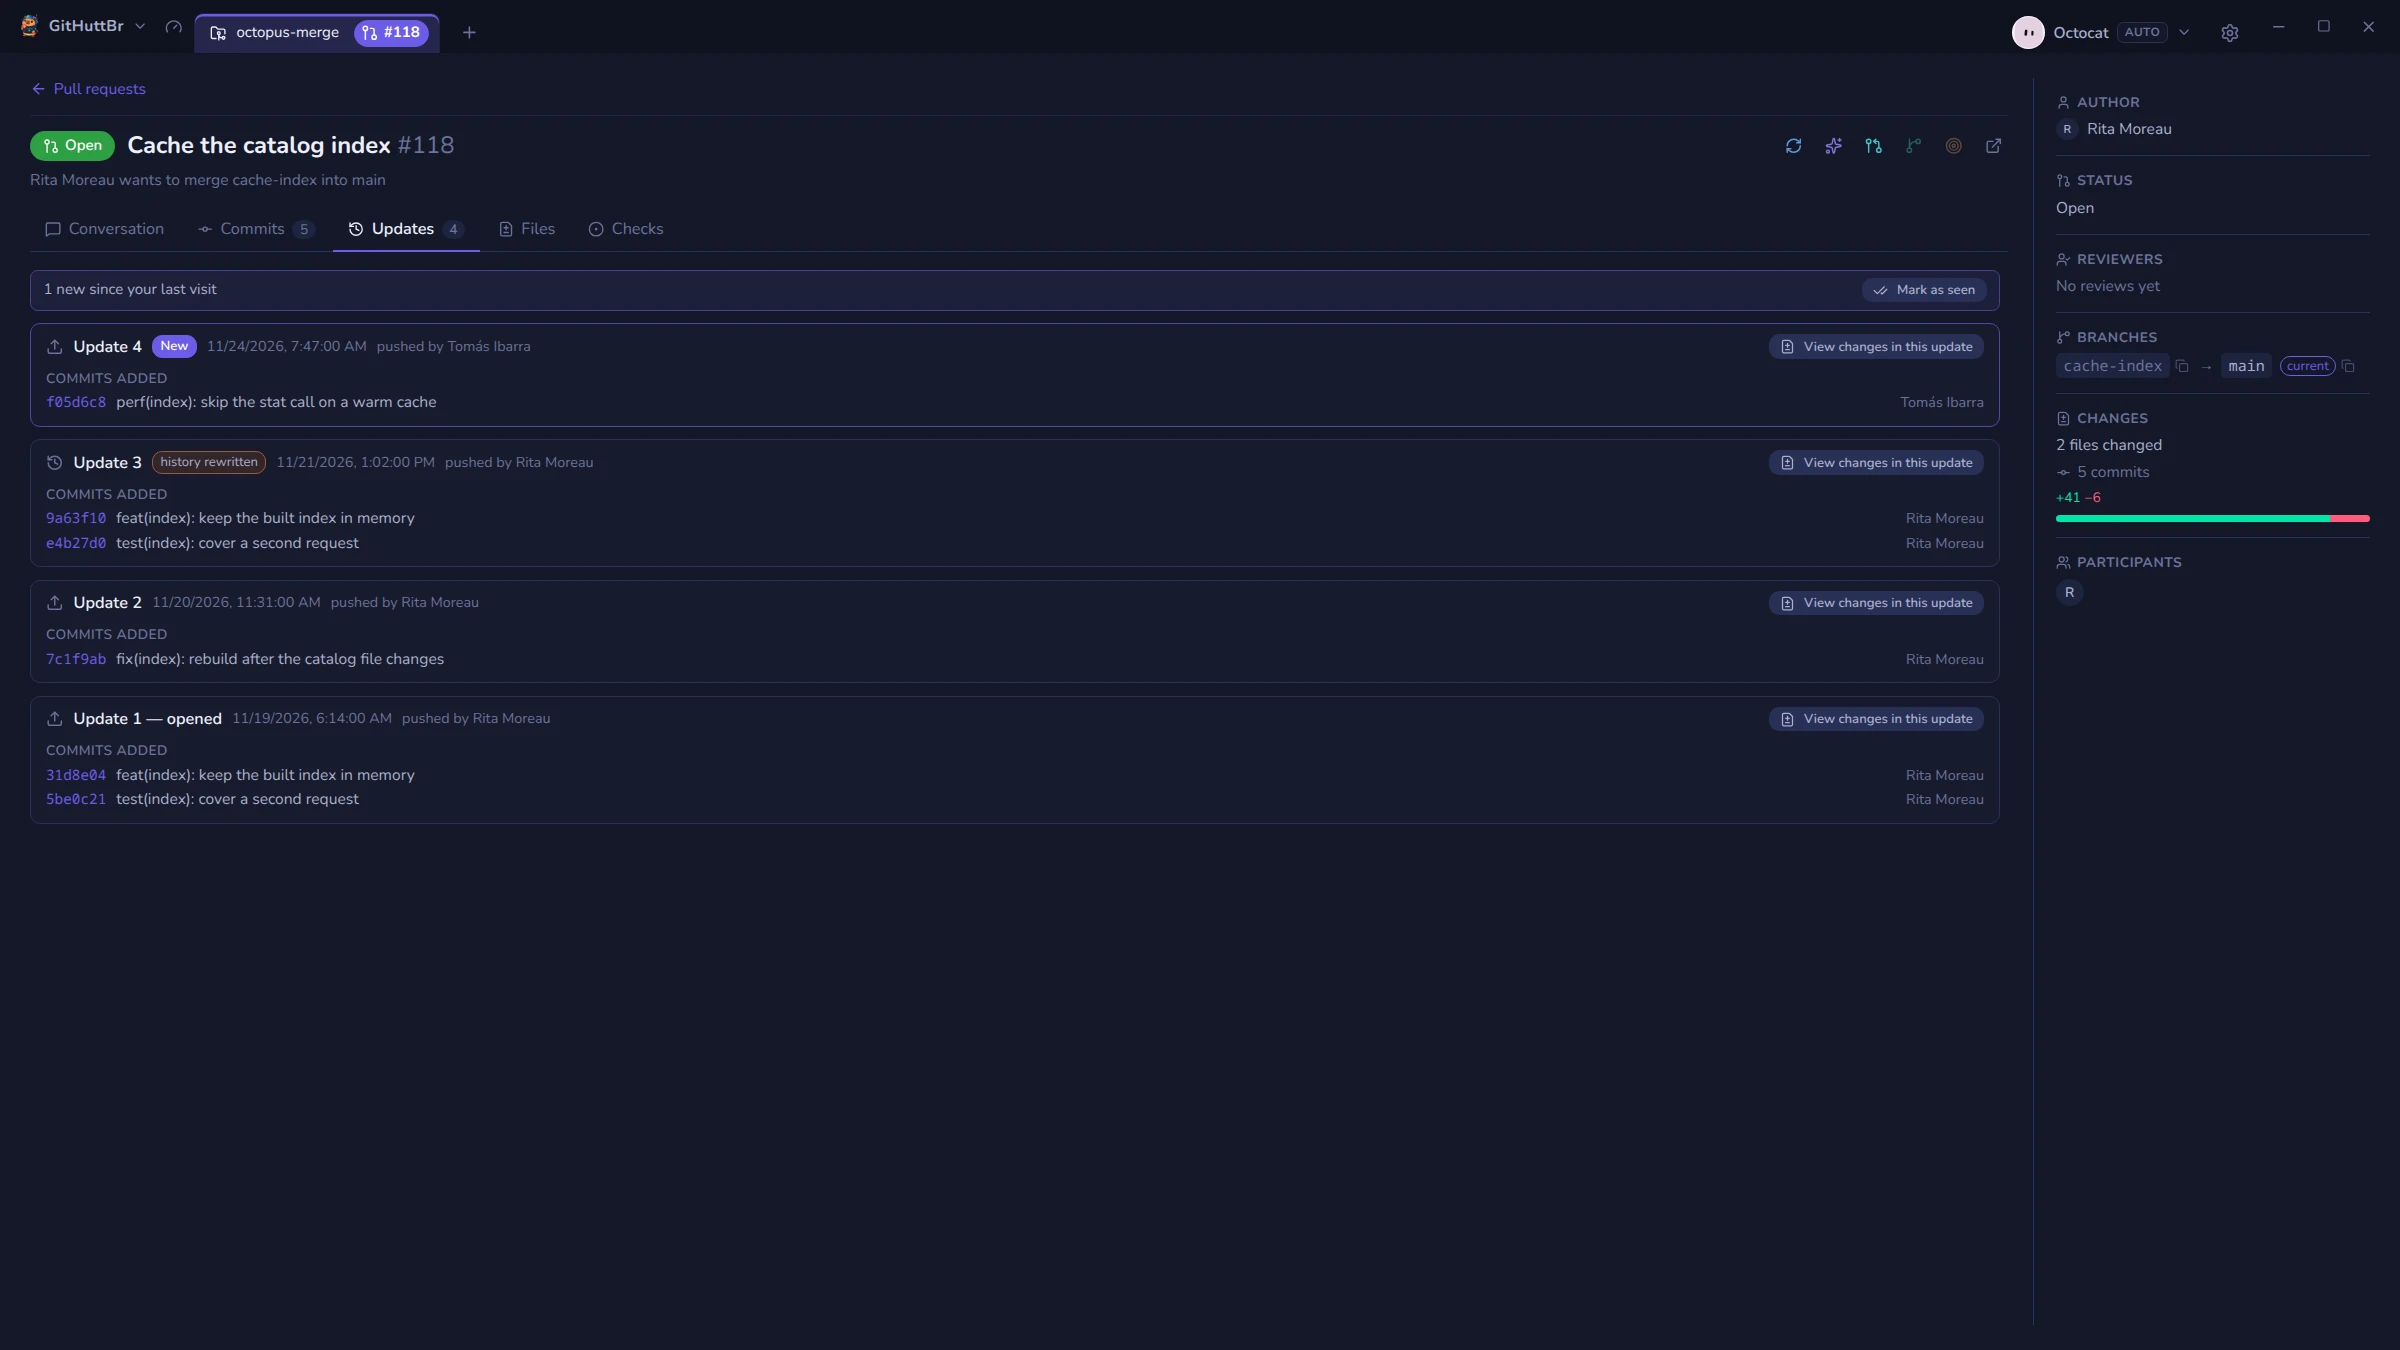 GitHuttBr
octopus-merge #118
Octocat AUTO
Pull requests
Open Cache the catalog index #118
Rita Moreau wants to merge cache-index into main
Conversation Commits 5 Updates 4 Files Checks
1 new since your last visit Mark as seen
Update 4 New 11/24/2026, 7:47:00 AM pushed by Tomás Ibarra View changes in this update
COMMITS ADDED
f05d6c8 perf(index): skip the stat call on a warm cache Tomás Ibarra
Update 3 history rewritten 11/21/2026, 1:02:00 PM pushed by Rita Moreau View changes in this update
COMMITS ADDED
9a63f10 feat(index): keep the built index in memory Rita Moreau
e4b27d0 test(index): cover a second request Rita Moreau
Update 2 11/20/2026, 11:31:00 AM pushed by Rita Moreau View changes in this update
COMMITS ADDED
7c1f9ab fix(index): rebuild after the catalog file changes Rita Moreau
Update 1 — opened 11/19/2026, 6:14:00 AM pushed by Rita Moreau View changes in this update
COMMITS ADDED
31d8e04 feat(index): keep the built index in memory Rita Moreau
5be0c21 test(index): cover a second request Rita Moreau
AUTHOR
R Rita Moreau
STATUS
Open
REVIEWERS
No reviews yet
BRANCHES
cache-index → main current
CHANGES
2 files changed
5 commits
+41 −6
PARTICIPANTS
R